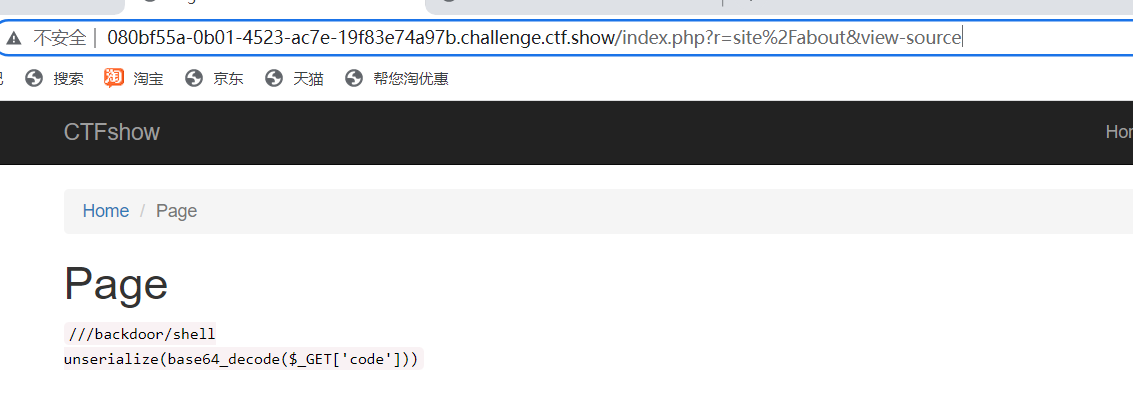 不安全 | 080bf55a-0b01-4523-ac7e-19f83e74a97b.challenge.ctf.show/index.php?r=site%2Fabout&view-source
搜索 淘 淘宝 京东 天猫 帮您淘优惠
CTFshow
Home / Page
Page
///backdoor/shell
unserialize(base64_decode($_GET['code']))